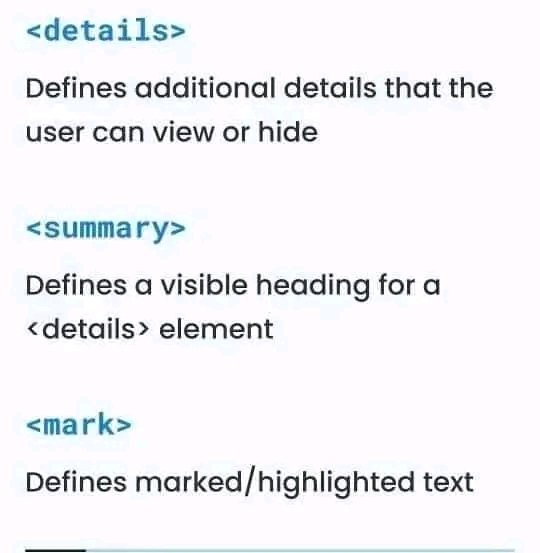 <details>
Defines additional details that the
user can view or hide
<summary>
Defines a visible heading for a
<details> element
<mark>
Defines marked/highlighted text